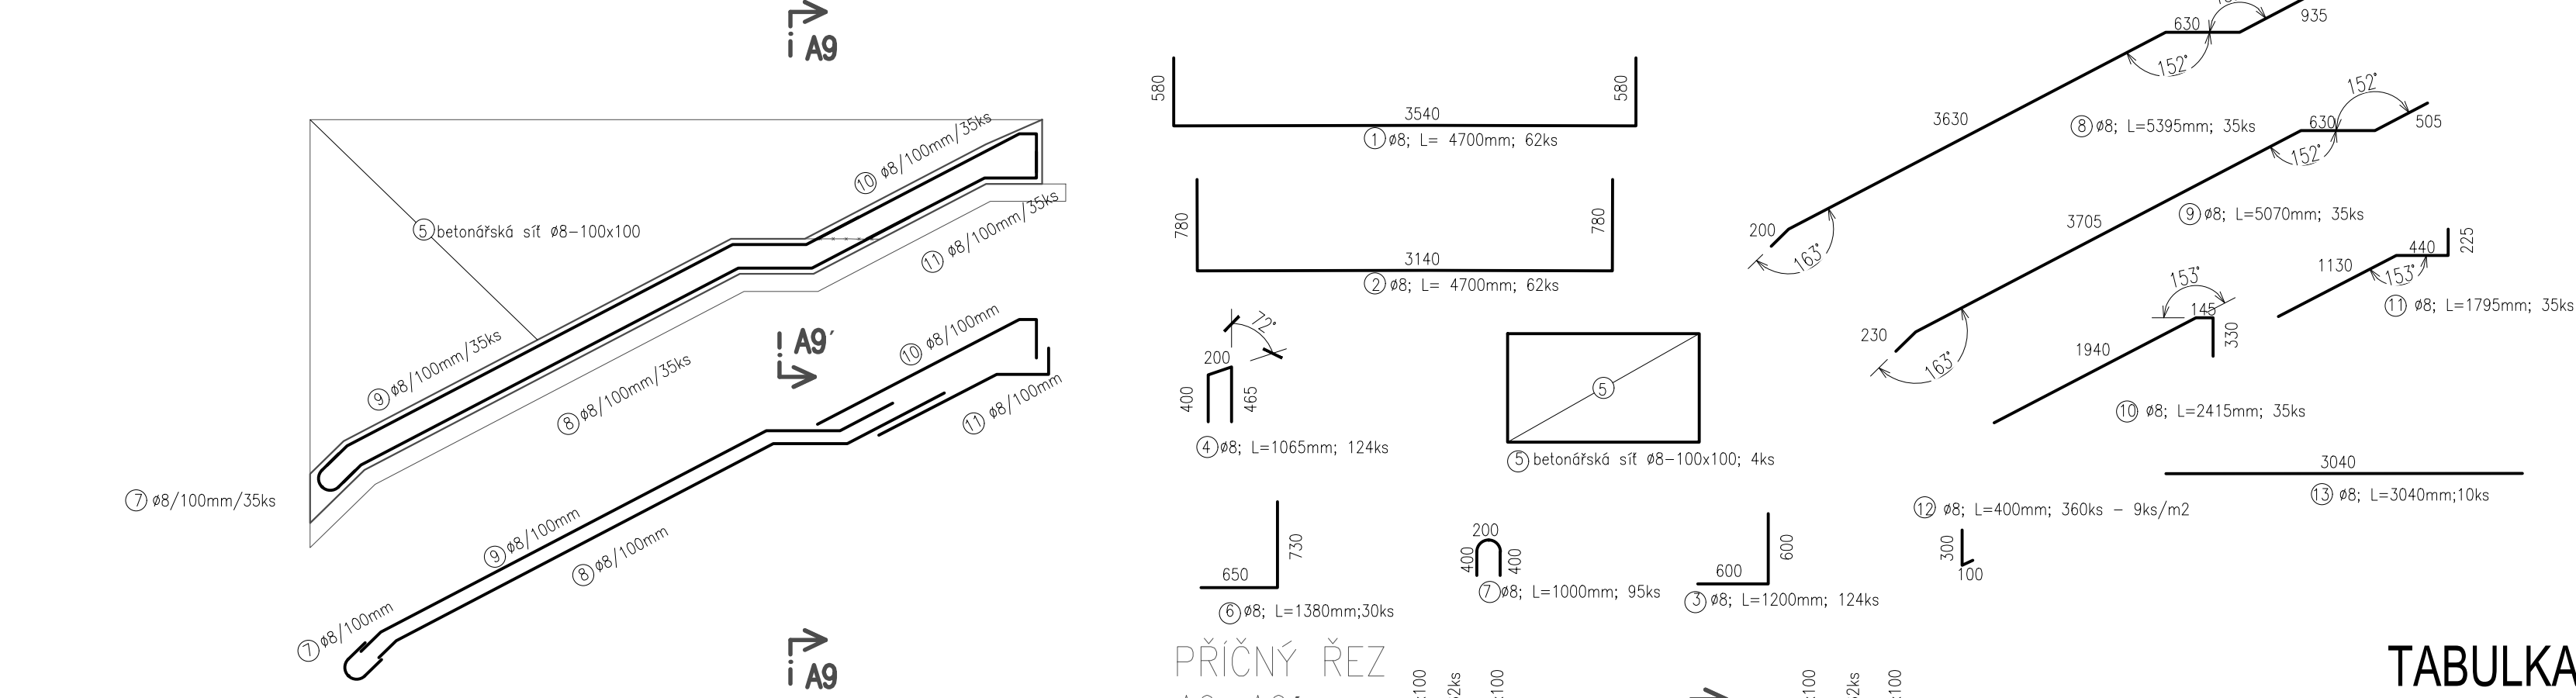 A9
5 betonářská síť ø8-100x100
10 ø8/100mm/35ks
11 ø8/100mm/35ks
9 ø8/100mm/35ks
8 ø8/100mm/35ks
7 ø8/100mm/35ks
A9´
10 ø8/100mm
11 ø8/100mm
9 ø8/100mm
8 ø8/100mm
7 ø8/100mm
A9
580
3540
580
1 ø8; L= 4700mm; 62ks
780
3140
780
2 ø8; L= 4700mm; 62ks
72°
200
400
465
4 ø8; L=1065mm; 124ks
5
5 betonářská síť ø8-100x100; 4ks
650
730
6 ø8; L=1380mm;30ks
200
400
400
7 ø8; L=1000mm; 95ks
600
600
3 ø8; L=1200mm; 124ks
630
935
152°
3630
200
163°
8 ø8; L=5395mm; 35ks
152°
630
505
152°
3705
230
163°
9 ø8; L=5070mm; 35ks
1130
440
225
153°
11 ø8; L=1795mm; 35ks
153°
145
1940
330
10 ø8; L=2415mm; 35ks
3040
13 ø8; L=3040mm;10ks
12 ø8; L=400mm; 360ks - 9ks/m2
300
100
PŘÍČNÝ ŘEZ
TABULKA